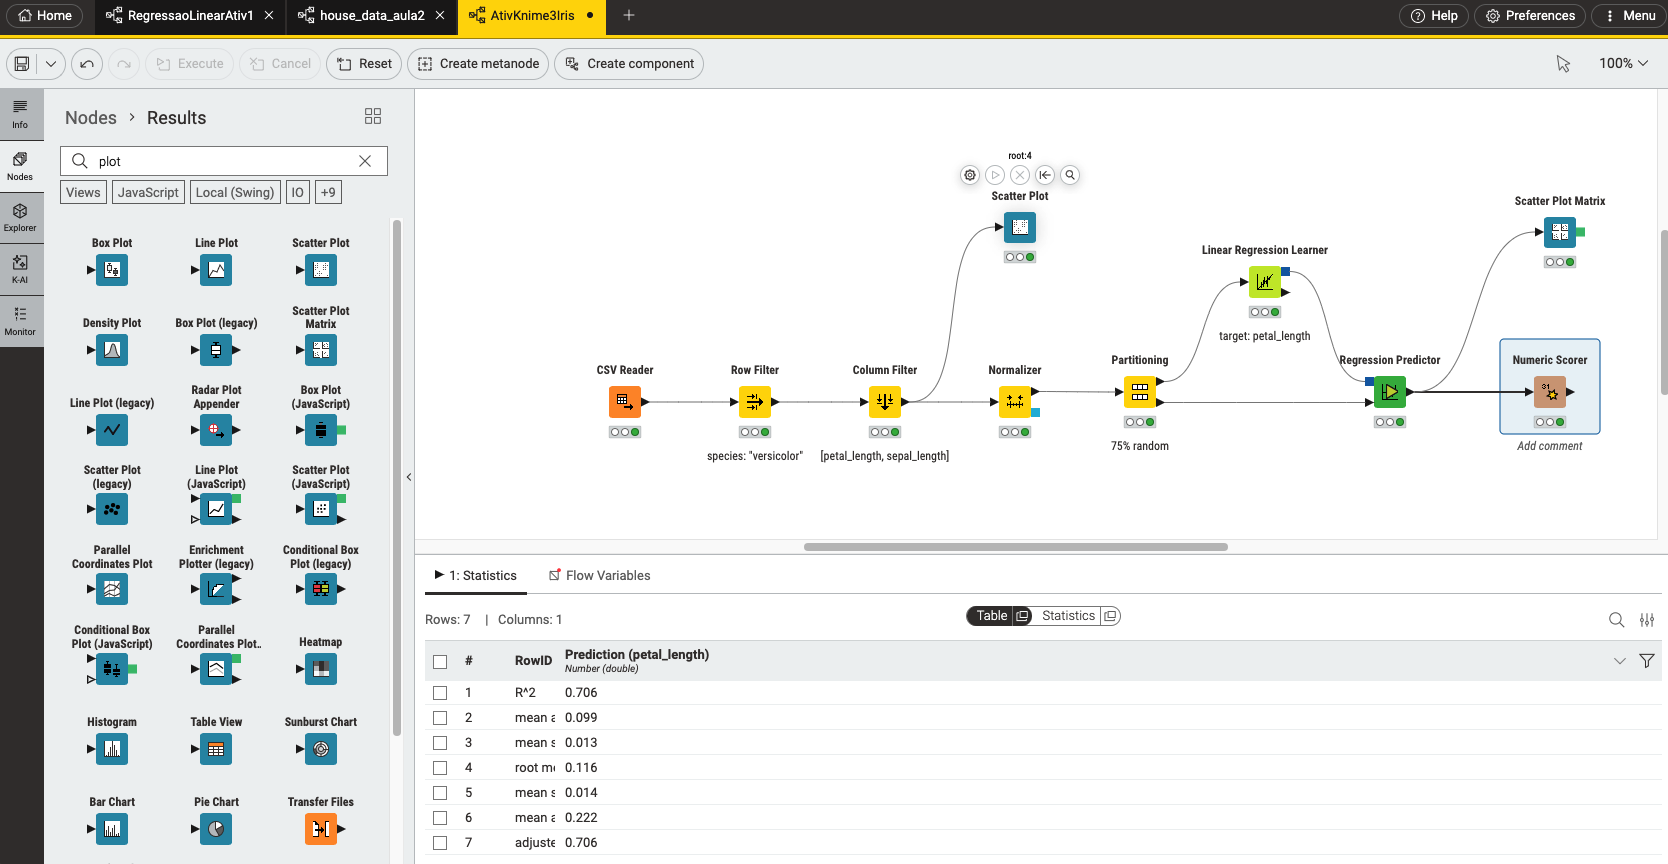 Home
RegressaoLinearAtiv1
house_data_aula2
AtivKnime3Iris
Help
Preferences
Menu
Execute
Cancel
Reset
Create metanode
Create component
100%
Info
Nodes
Explorer
K-AI
Monitor
Nodes > Results
plot
Views
JavaScript
Local (Swing)
IO
+9
Box Plot
Line Plot
Scatter Plot
Density Plot
Box Plot (legacy)
Scatter Plot
Matrix
Line Plot (legacy)
Radar Plot
Appender
Box Plot
(JavaScript)
Scatter Plot
(legacy)
Line Plot
(JavaScript)
Scatter Plot
(JavaScript)
Parallel
Coordinates Plot
Enrichment
Plotter (legacy)
Conditional Box
Plot (legacy)
Conditional Box
Plot (JavaScript)
Parallel
Coordinates Plot..
Heatmap
Histogram
Table View
Sunburst Chart
Bar Chart
Pie Chart
Transfer Files
root:4
Scatter Plot
Scatter Plot Matrix
Linear Regression Learner
target: petal_length
CSV Reader
Row Filter
species: "versicolor"
Column Filter
[petal_length, sepal_length]
Normalizer
Partitioning
75% random
Regression Predictor
Numeric Scorer
31
Add comment
1: Statistics
Flow Variables
Rows: 7 | Columns: 1
Table
Statistics
# RowID Prediction (petal_length)
Number (double)
1 R^2 0.706
2 mean a 0.099
3 mean s 0.013
4 root me 0.116
5 mean s 0.014
6 mean a 0.222
7 adjuste 0.706